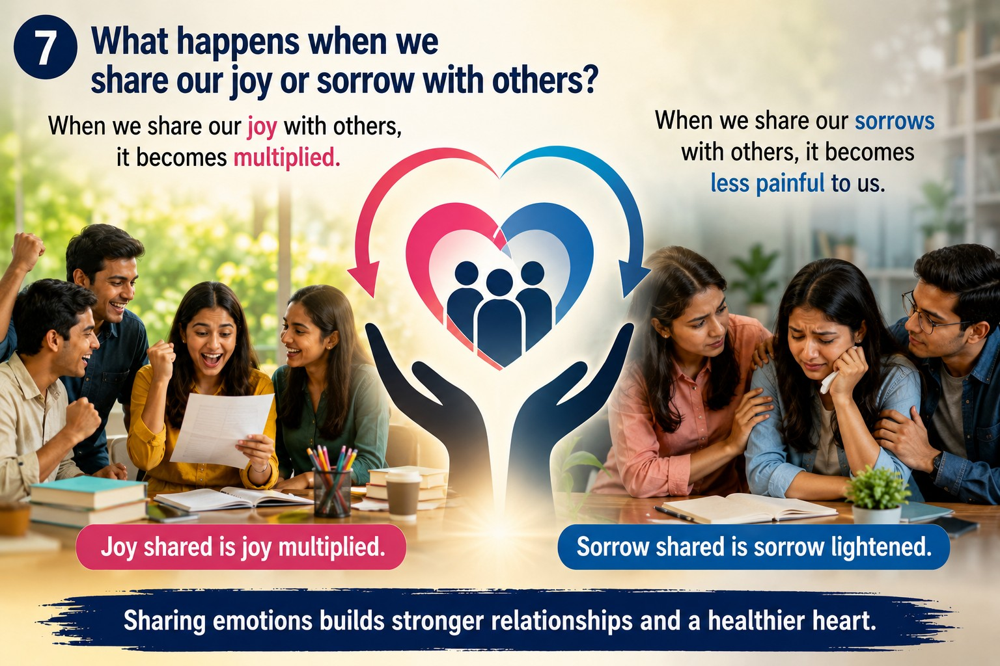 7
What happens when we
share our joy or sorrow with others?
When we share our joy with others,
it becomes multiplied.
When we share our sorrows
with others, it becomes
less painful to us.
Joy shared is joy multiplied.
Sorrow shared is sorrow lightened.
Sharing emotions builds stronger relationships and a healthier heart.